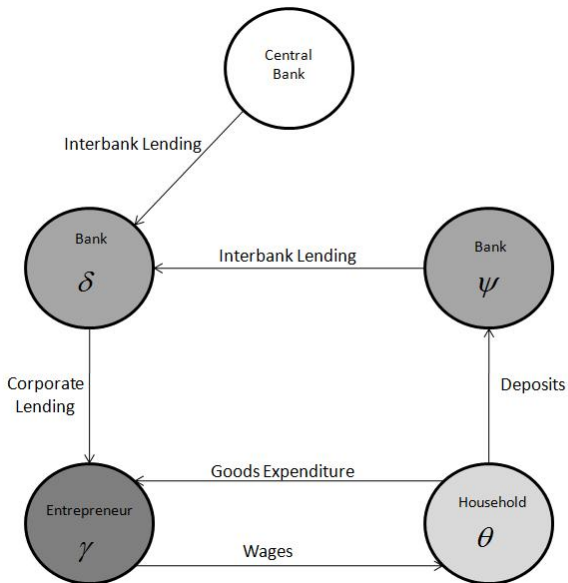 Central
Bank
Interbank Lending
Bank
δ
Interbank Lending
Bank
ψ
Corporate
Lending
Deposits
Goods Expenditure
Entrepreneur
γ
Household
θ
Wages